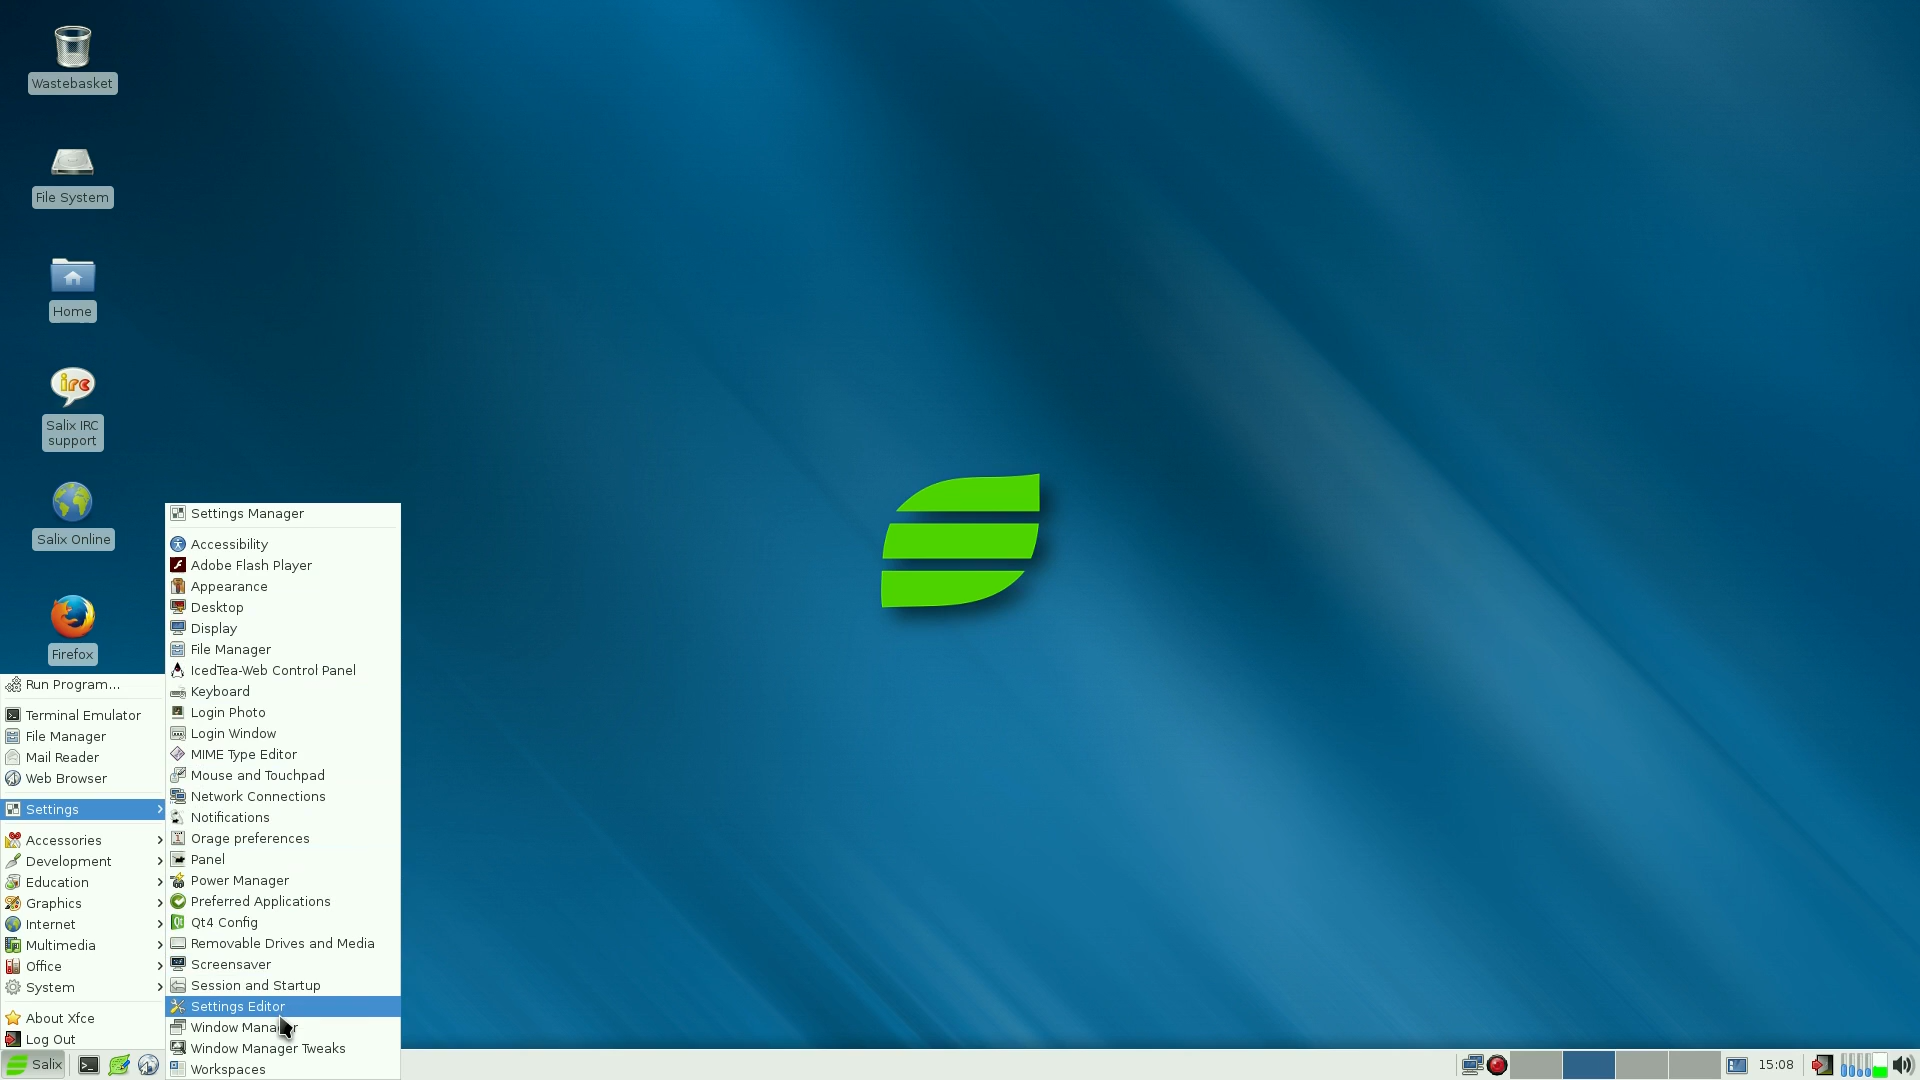 Wastebasket
File System
Home
irc
Salix IRC
support
Salix Online
Firefox
Run Program...
Terminal Emulator
File Manager
Mail Reader
Web Browser
Settings
Accessories
Development
Education
Graphics
Internet
Multimedia
Office
System
About Xfce
Log Out
Settings Manager
Accessibility
Adobe Flash Player
Appearance
Desktop
Display
File Manager
IcedTea-Web Control Panel
Keyboard
Login Photo
Login Window
MIME Type Editor
Mouse and Touchpad
Network Connections
Notifications
Orage preferences
Panel
Power Manager
Preferred Applications
Qt4 Config
Removable Drives and Media
Screensaver
Session and Startup
Settings Editor
Window Manager
Window Manager Tweaks
Workspaces
Salix
15:08